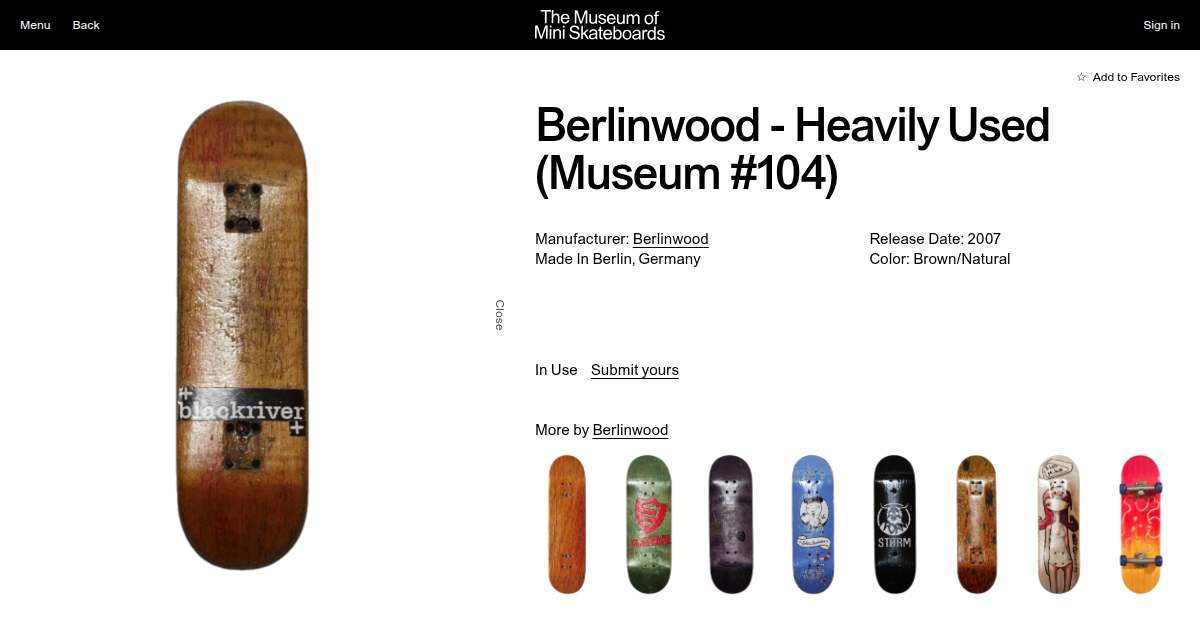 Menu
Back
The Museum of
Mini Skateboards
Sign in
☆ Add to Favorites
Berlinwood - Heavily Used
(Museum #104)
Manufacturer: Berlinwood
Made In Berlin, Germany
Release Date: 2007
Color: Brown/Natural
blackriver
Close
In Use
Submit yours
More by Berlinwood
STORM